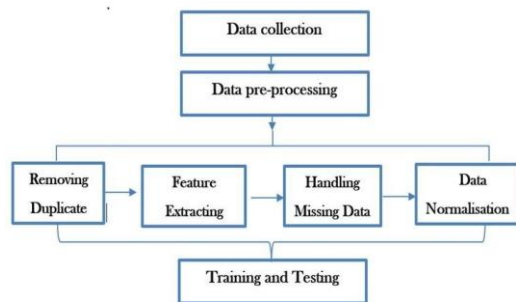 Data collection
Data pre-processing
Removing
Duplicate
Feature
Extracting
Handling
Missing Data
Data
Normalisation
Training and Testing